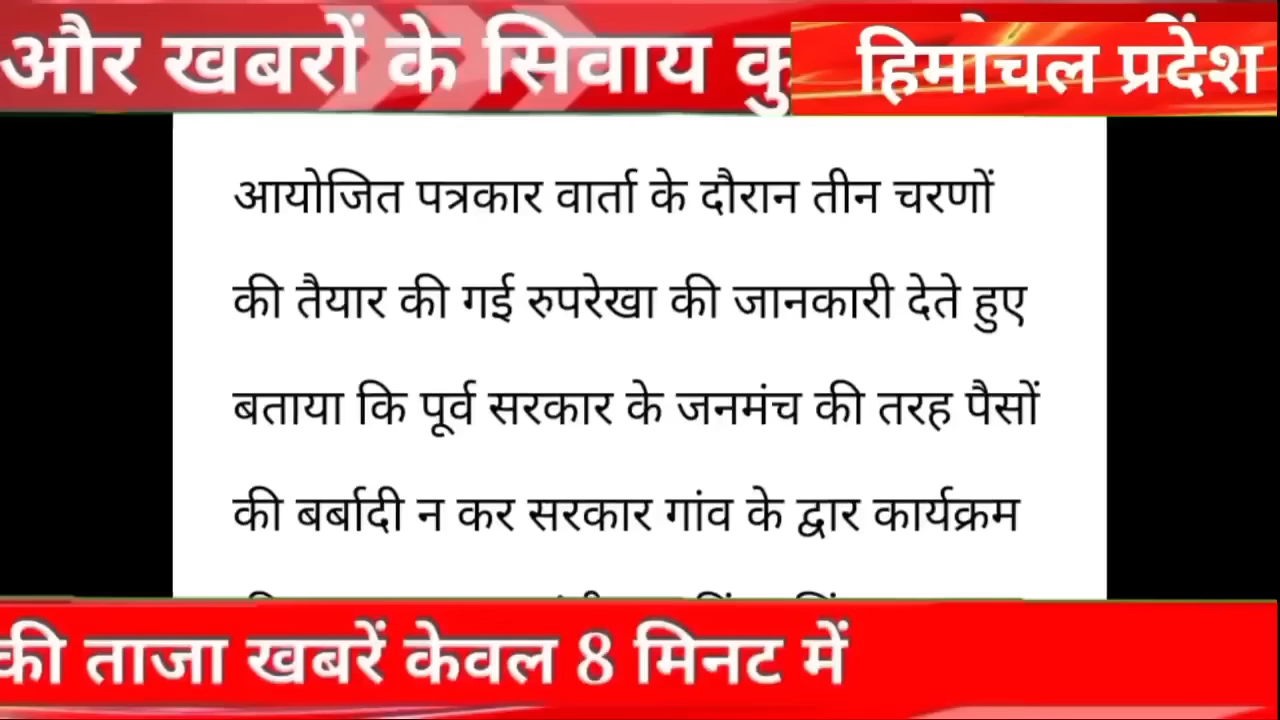 और खबरों के सिवाय
हिमाचल प्रदेश
आयोजित पत्रकार वार्ता के दौरान तीन चरणों
की तैयार की गई रुपरेखा की जानकारी देते हुए
बताया कि पूर्व सरकार के जनमंच की तरह पैसों
की बर्बादी न कर सरकार गांव के द्वार कार्यक्रम
की ताजा खबरें केवल 8 मिनट में